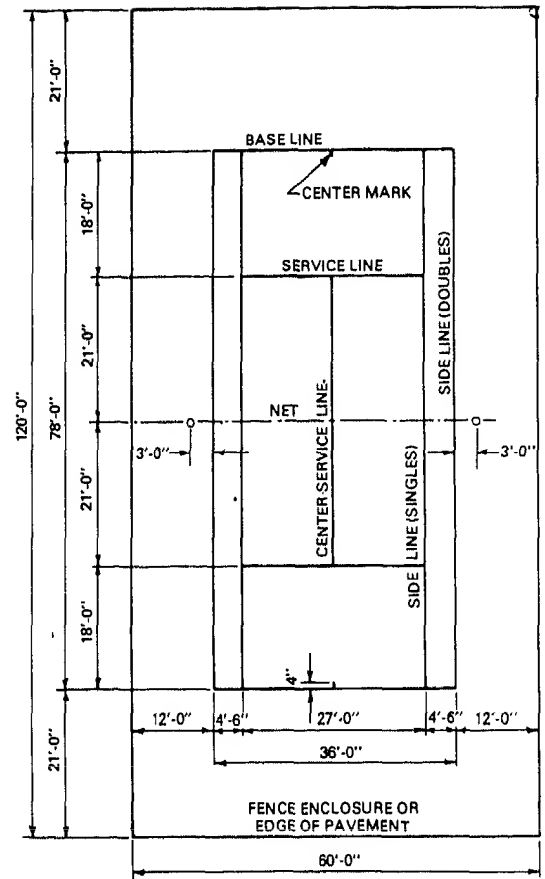 21'-0"
BASE LINE
CENTER MARK
18'-0"
SERVICE LINE
SIDE LINE (DOUBLES)
21'-0"
120'-0"
78'-0"
NET
3'-0"
3'-0"
CENTER SERVICE LINE
21'-0"
SIDE LINE (SINGLES)
18'-0"
4"
12'-0"
4'-6"
27'-0"
4'-6"
12'-0"
21'-0"
36'-0"
FENCE ENCLOSURE OR
EDGE OF PAVEMENT
60'-0"